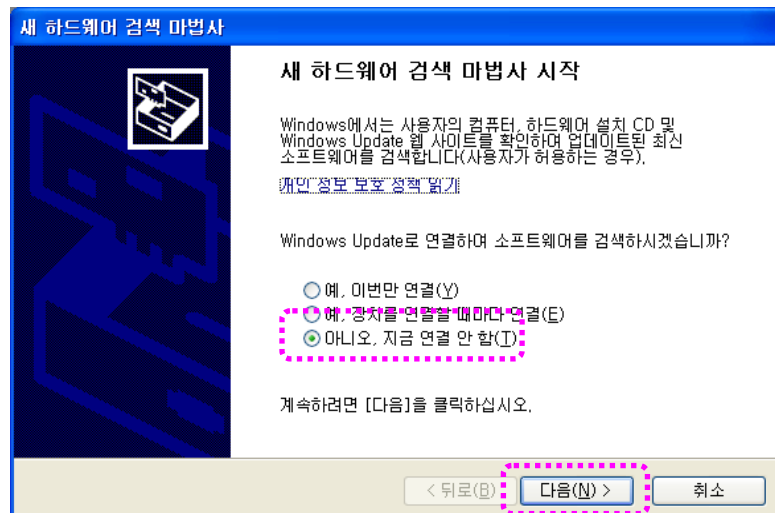 새 하드웨어 검색 마법사
새 하드웨어 검색 마법사 시작
Windows에서는 사용자의 컴퓨터, 하드웨어 설치 CD 및
Windows Update 웹 사이트를 확인하여 업데이트된 최신
소프트웨어를 검색합니다(사용자가 허용하는 경우).
개인 정보 보호 정책 읽기
Windows Update로 연결하여 소프트웨어를 검색하시겠습니까?
예, 이번만 연결(Y)
예, 장치를 연결할 때마다 연결(E)
아니오, 지금 연결 안 함(T)
계속하려면 [다음]을 클릭하십시오.
< 뒤로(B) 다음(N) > 취소